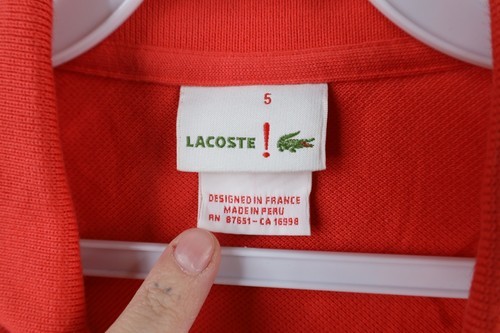 5
LACOSTE !
DESIGNED IN FRANCE
MADE IN PERU
RN 87651 - CA 16998